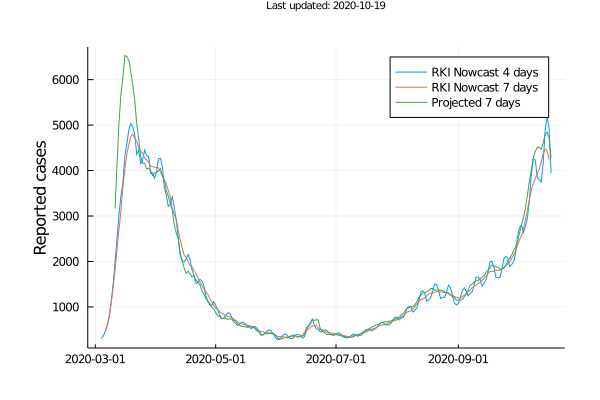 Last updated: 2020-10-19
RKI Nowcast 4 days
RKI Nowcast 7 days
Projected 7 days
Reported cases
6000
5000
4000
3000
2000
1000
2020-03-01 2020-05-01 2020-07-01 2020-09-01